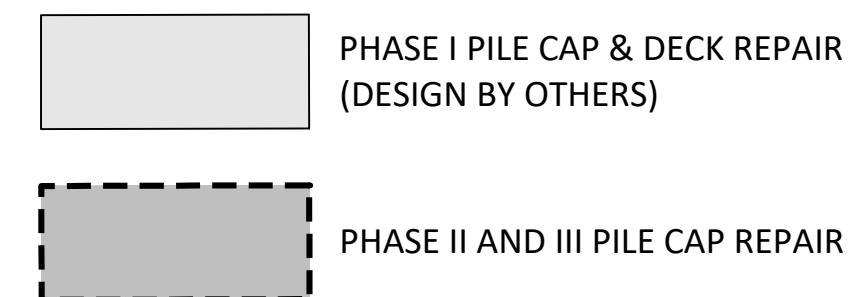 PHASE I PILE CAP & DECK REPAIR
(DESIGN BY OTHERS)
PHASE II AND III PILE CAP REPAIR